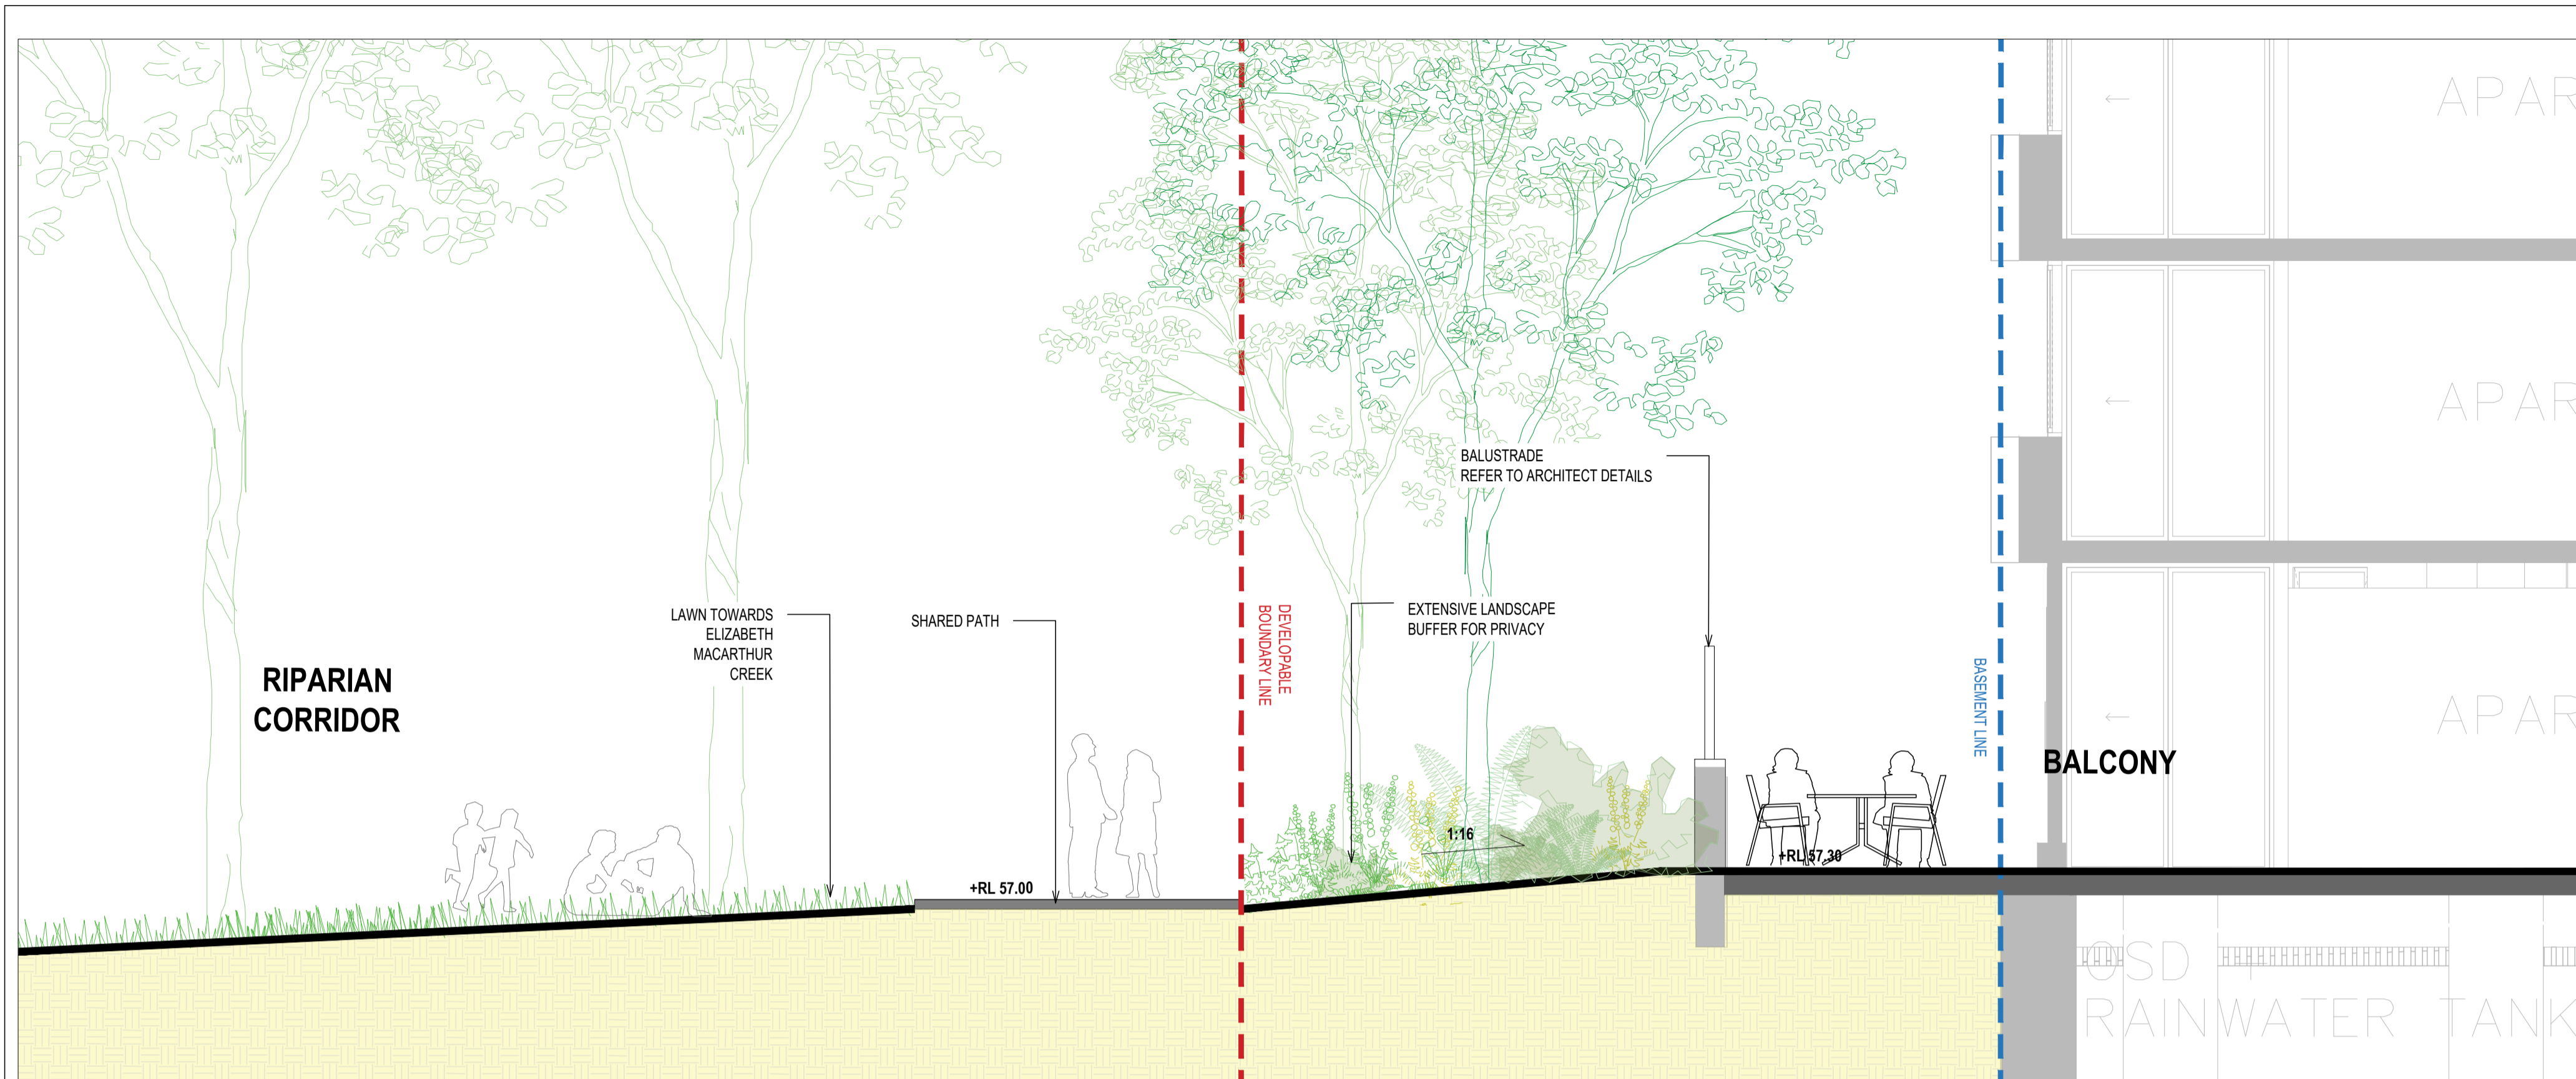 APAR
APAR
BALUSTRADE
REFER TO ARCHITECT DETAILS
LAWN TOWARDS
ELIZABETH
MACARTHUR
CREEK
SHARED PATH
DEVELOPABLE
BOUNDARY LINE
EXTENSIVE LANDSCAPE
BUFFER FOR PRIVACY
RIPARIAN
CORRIDOR
BASEMENT LINE
APAR
BALCONY
1:16
+RL 57.30
+RL 57.00
OSD +
RAINWATER TANK